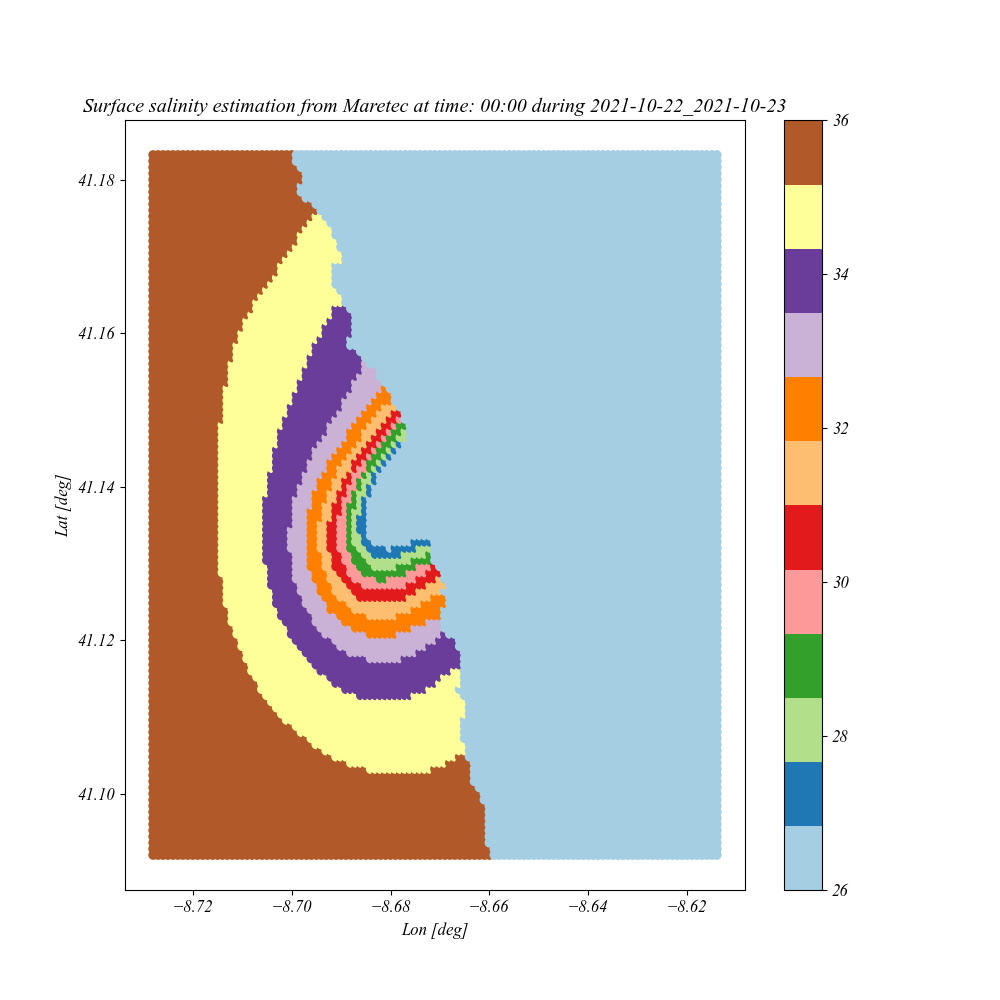 Surface salinity estimation from Maretec at time: 00:00 during 2021-10-22_2021-10-23
36
41.18
34
41.16
32
Lat [deg]
41.14
30
41.12
28
41.10
26
−8.72 −8.70 −8.68 −8.66 −8.64 −8.62
Lon [deg]